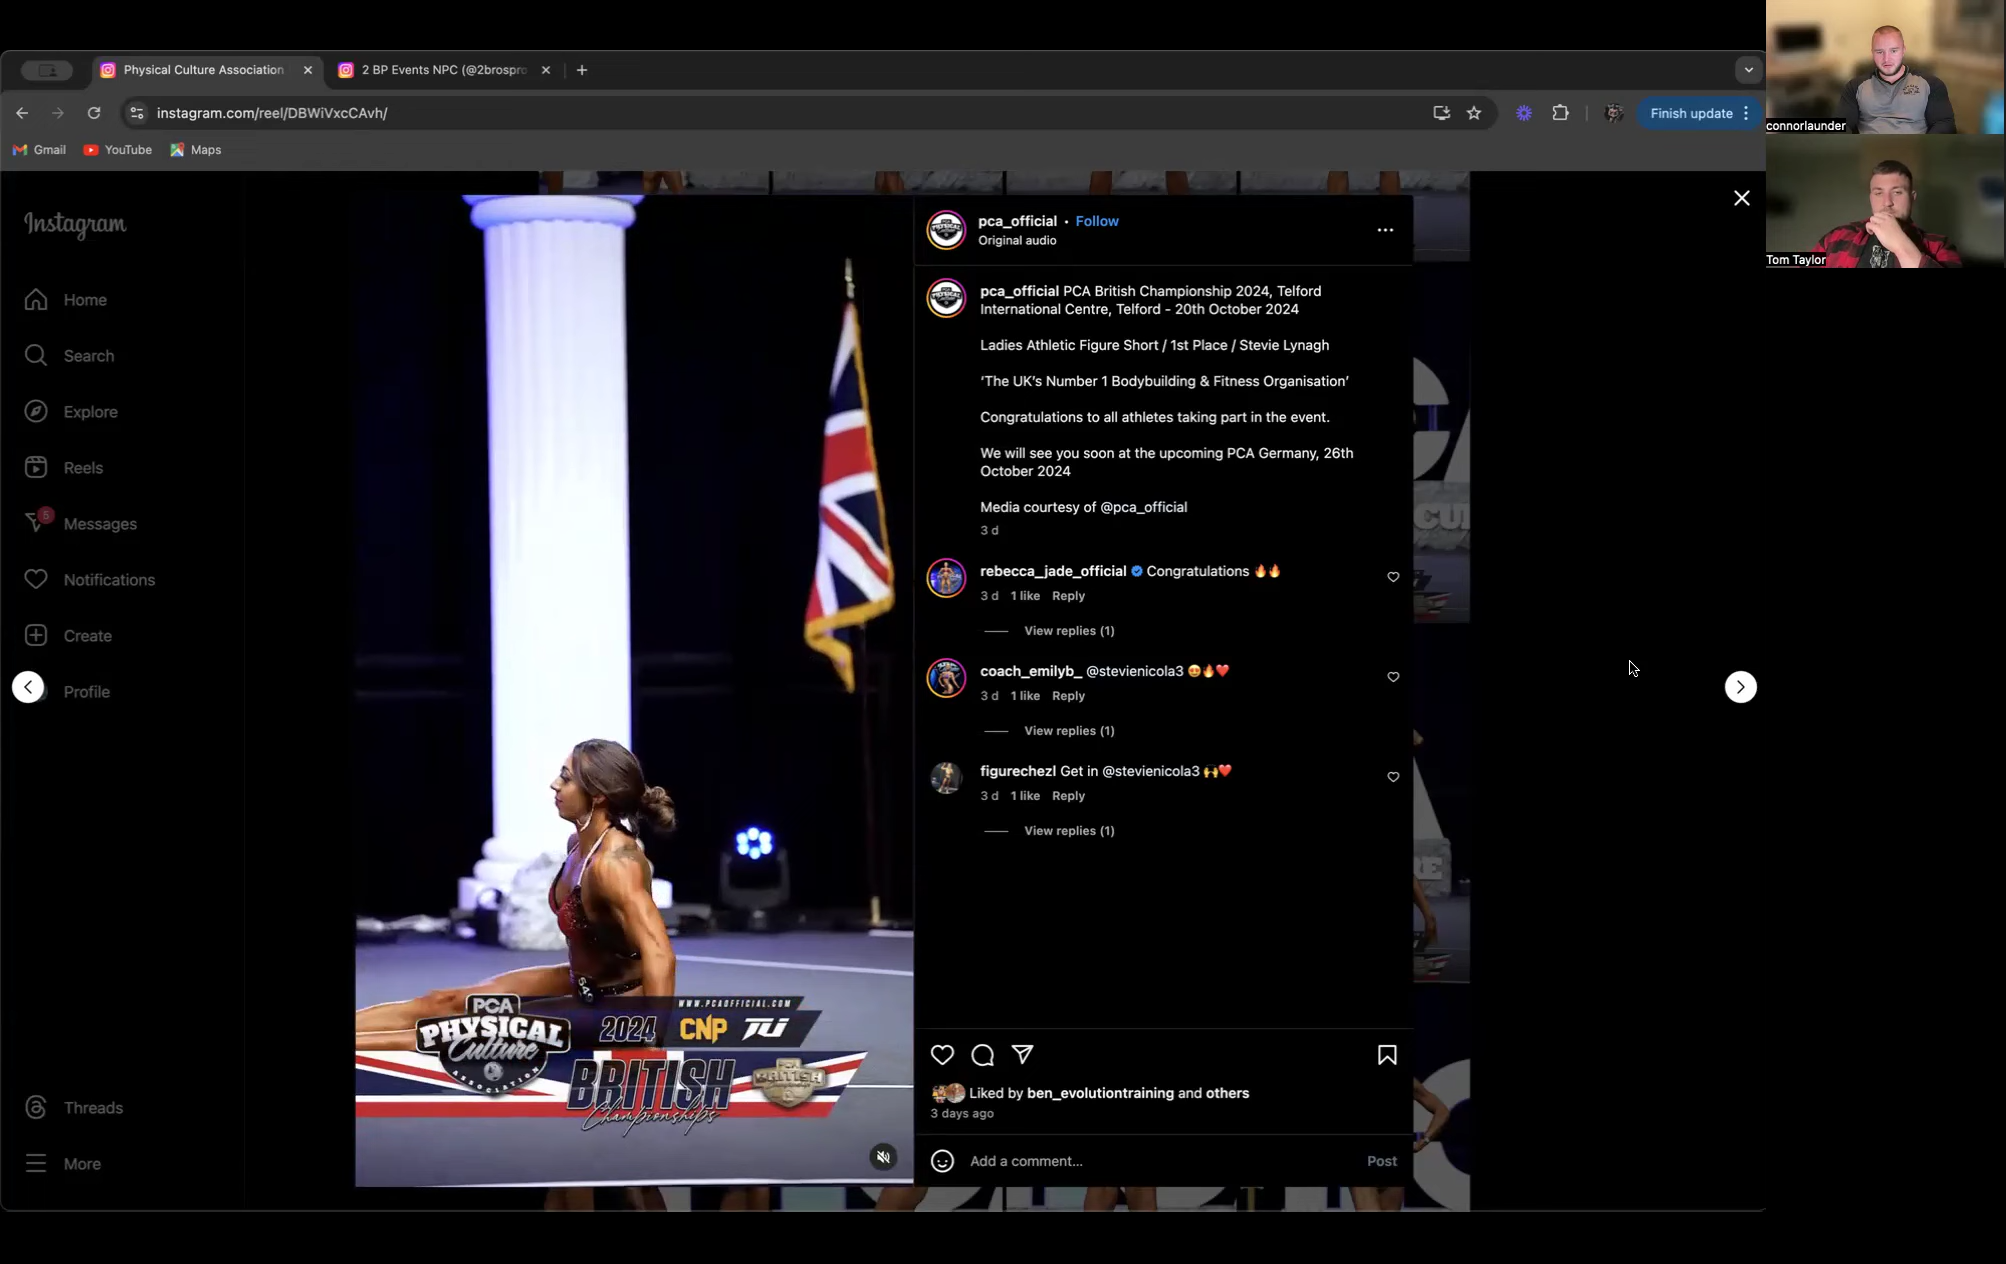 Physical Culture Association
2 BP Events NPC (@2brospro
instagram.com/reel/DBWiVxcCAvh/
Finish update
Gmail
YouTube
Maps
connorlaunder
Tom Taylor
Instagram
Home
Search
Explore
Reels
5
Messages
Notifications
Create
Profile
Threads
More
pca_official • Follow
Original audio
pca_official PCA British Championship 2024, Telford
International Centre, Telford - 20th October 2024
Ladies Athletic Figure Short / 1st Place / Stevie Lynagh
‘The UK’s Number 1 Bodybuilding & Fitness Organisation’
Congratulations to all athletes taking part in the event.
We will see you soon at the upcoming PCA Germany, 26th
October 2024
Media courtesy of @pca_official
3 d
rebecca_jade_official Congratulations 🔥🔥
3 d 1 like Reply
View replies (1)
coach_emilyb_ @stevienicola3 😍🔥❤️
3 d 1 like Reply
View replies (1)
figurechezl Get in @stevienicola3 🙌❤️
3 d 1 like Reply
View replies (1)
Liked by ben_evolutiontraining and others
3 days ago
Add a comment...
Post
WWW.PCAOFFICIAL.COM
PCA
PHYSICAL
Culture
ASSOCIATION
2024 CNP TU
BRITISH
Championships
PCA
BRITISH